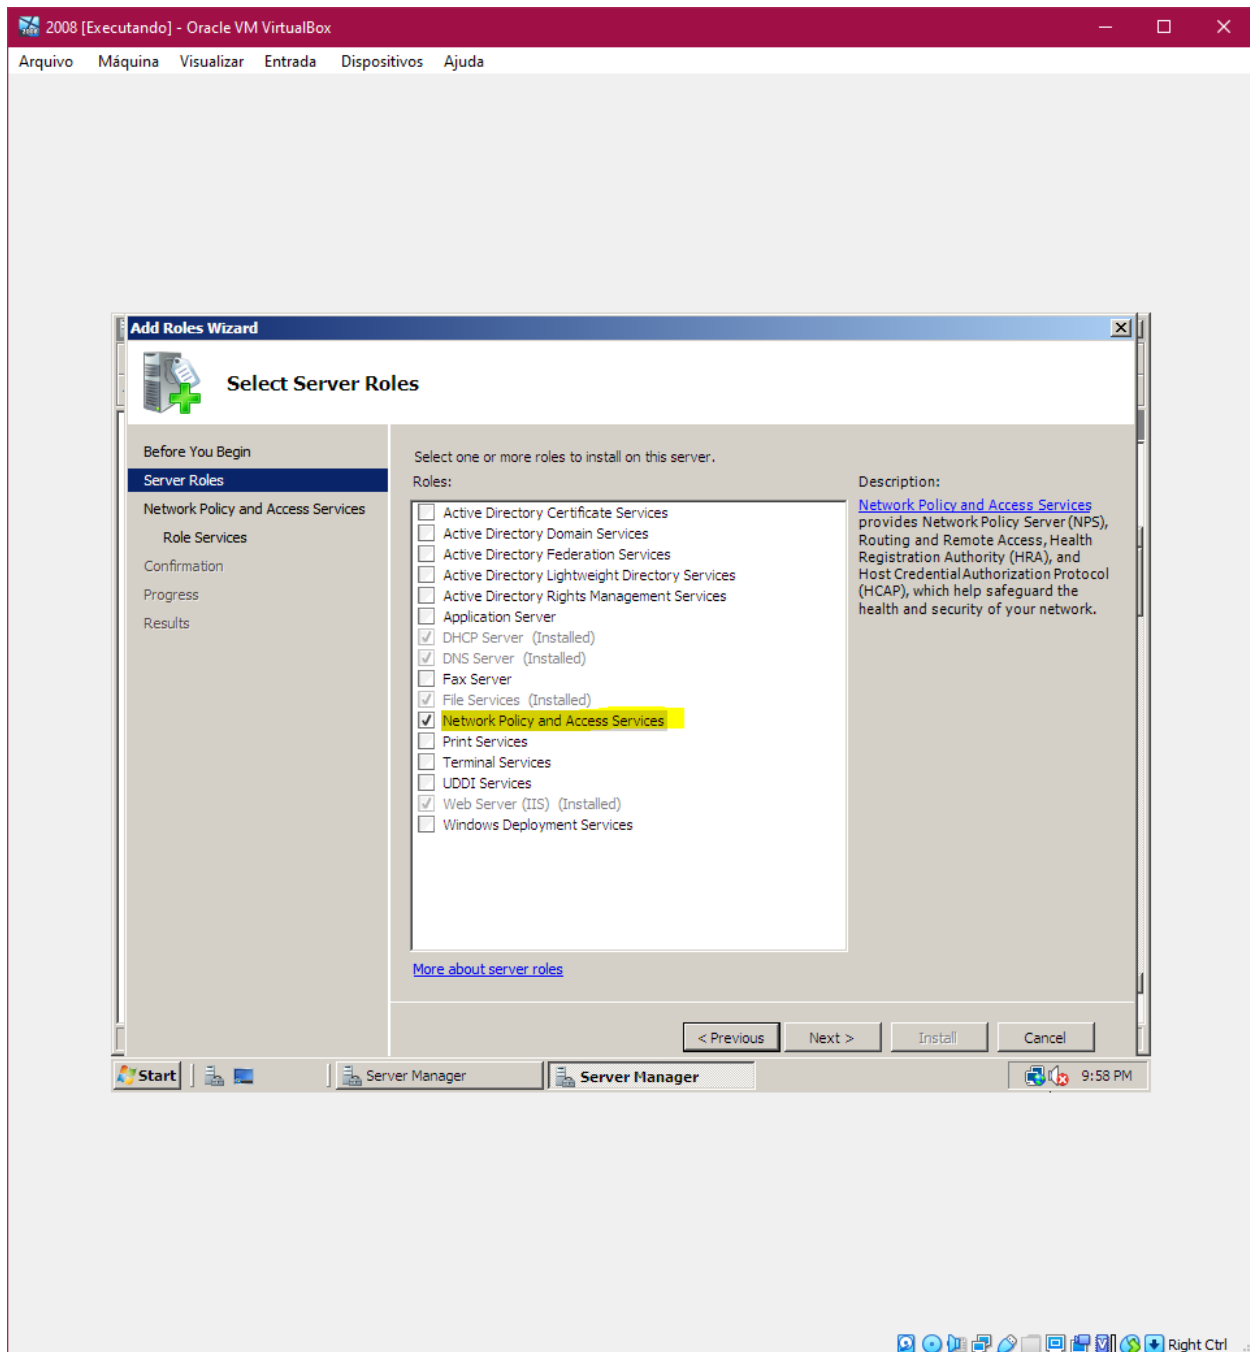 2008 [Executando] - Oracle VM VirtualBox
Arquivo Máquina Visualizar Entrada Dispositivos Ajuda
Add Roles Wizard
Select Server Roles
Before You Begin
Server Roles
Network Policy and Access Services
Role Services
Confirmation
Progress
Results
Select one or more roles to install on this server.
Roles:
Active Directory Certificate Services
Active Directory Domain Services
Active Directory Federation Services
Active Directory Lightweight Directory Services
Active Directory Rights Management Services
Application Server
DHCP Server (Installed)
DNS Server (Installed)
Fax Server
File Services (Installed)
Network Policy and Access Services
Print Services
Terminal Services
UDDI Services
Web Server (IIS) (Installed)
Windows Deployment Services
More about server roles
Description:
Network Policy and Access Services
provides Network Policy Server (NPS),
Routing and Remote Access, Health
Registration Authority (HRA), and
Host Credential Authorization Protocol
(HCAP), which help safeguard the
health and security of your network.
< Previous Next > Install Cancel
Start Server Manager Server Manager 9:58 PM
Right Ctrl